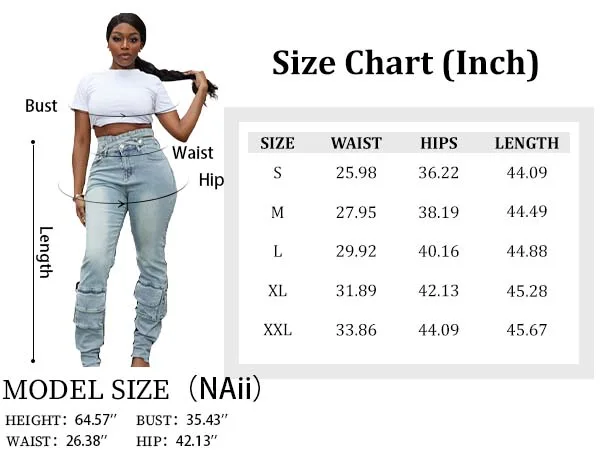 Size Chart (Inch)
Bust
Waist
Hip
Length
SIZE WAIST HIPS LENGTH
S 25.98 36.22 44.09
M 27.95 38.19 44.49
L 29.92 40.16 44.88
XL 31.89 42.13 45.28
XXL 33.86 44.09 45.67
MODEL SIZE（NAii）
HEIGHT：64.57′′ BUST：35.43′′
WAIST：26.38′′ HIP：42.13′′